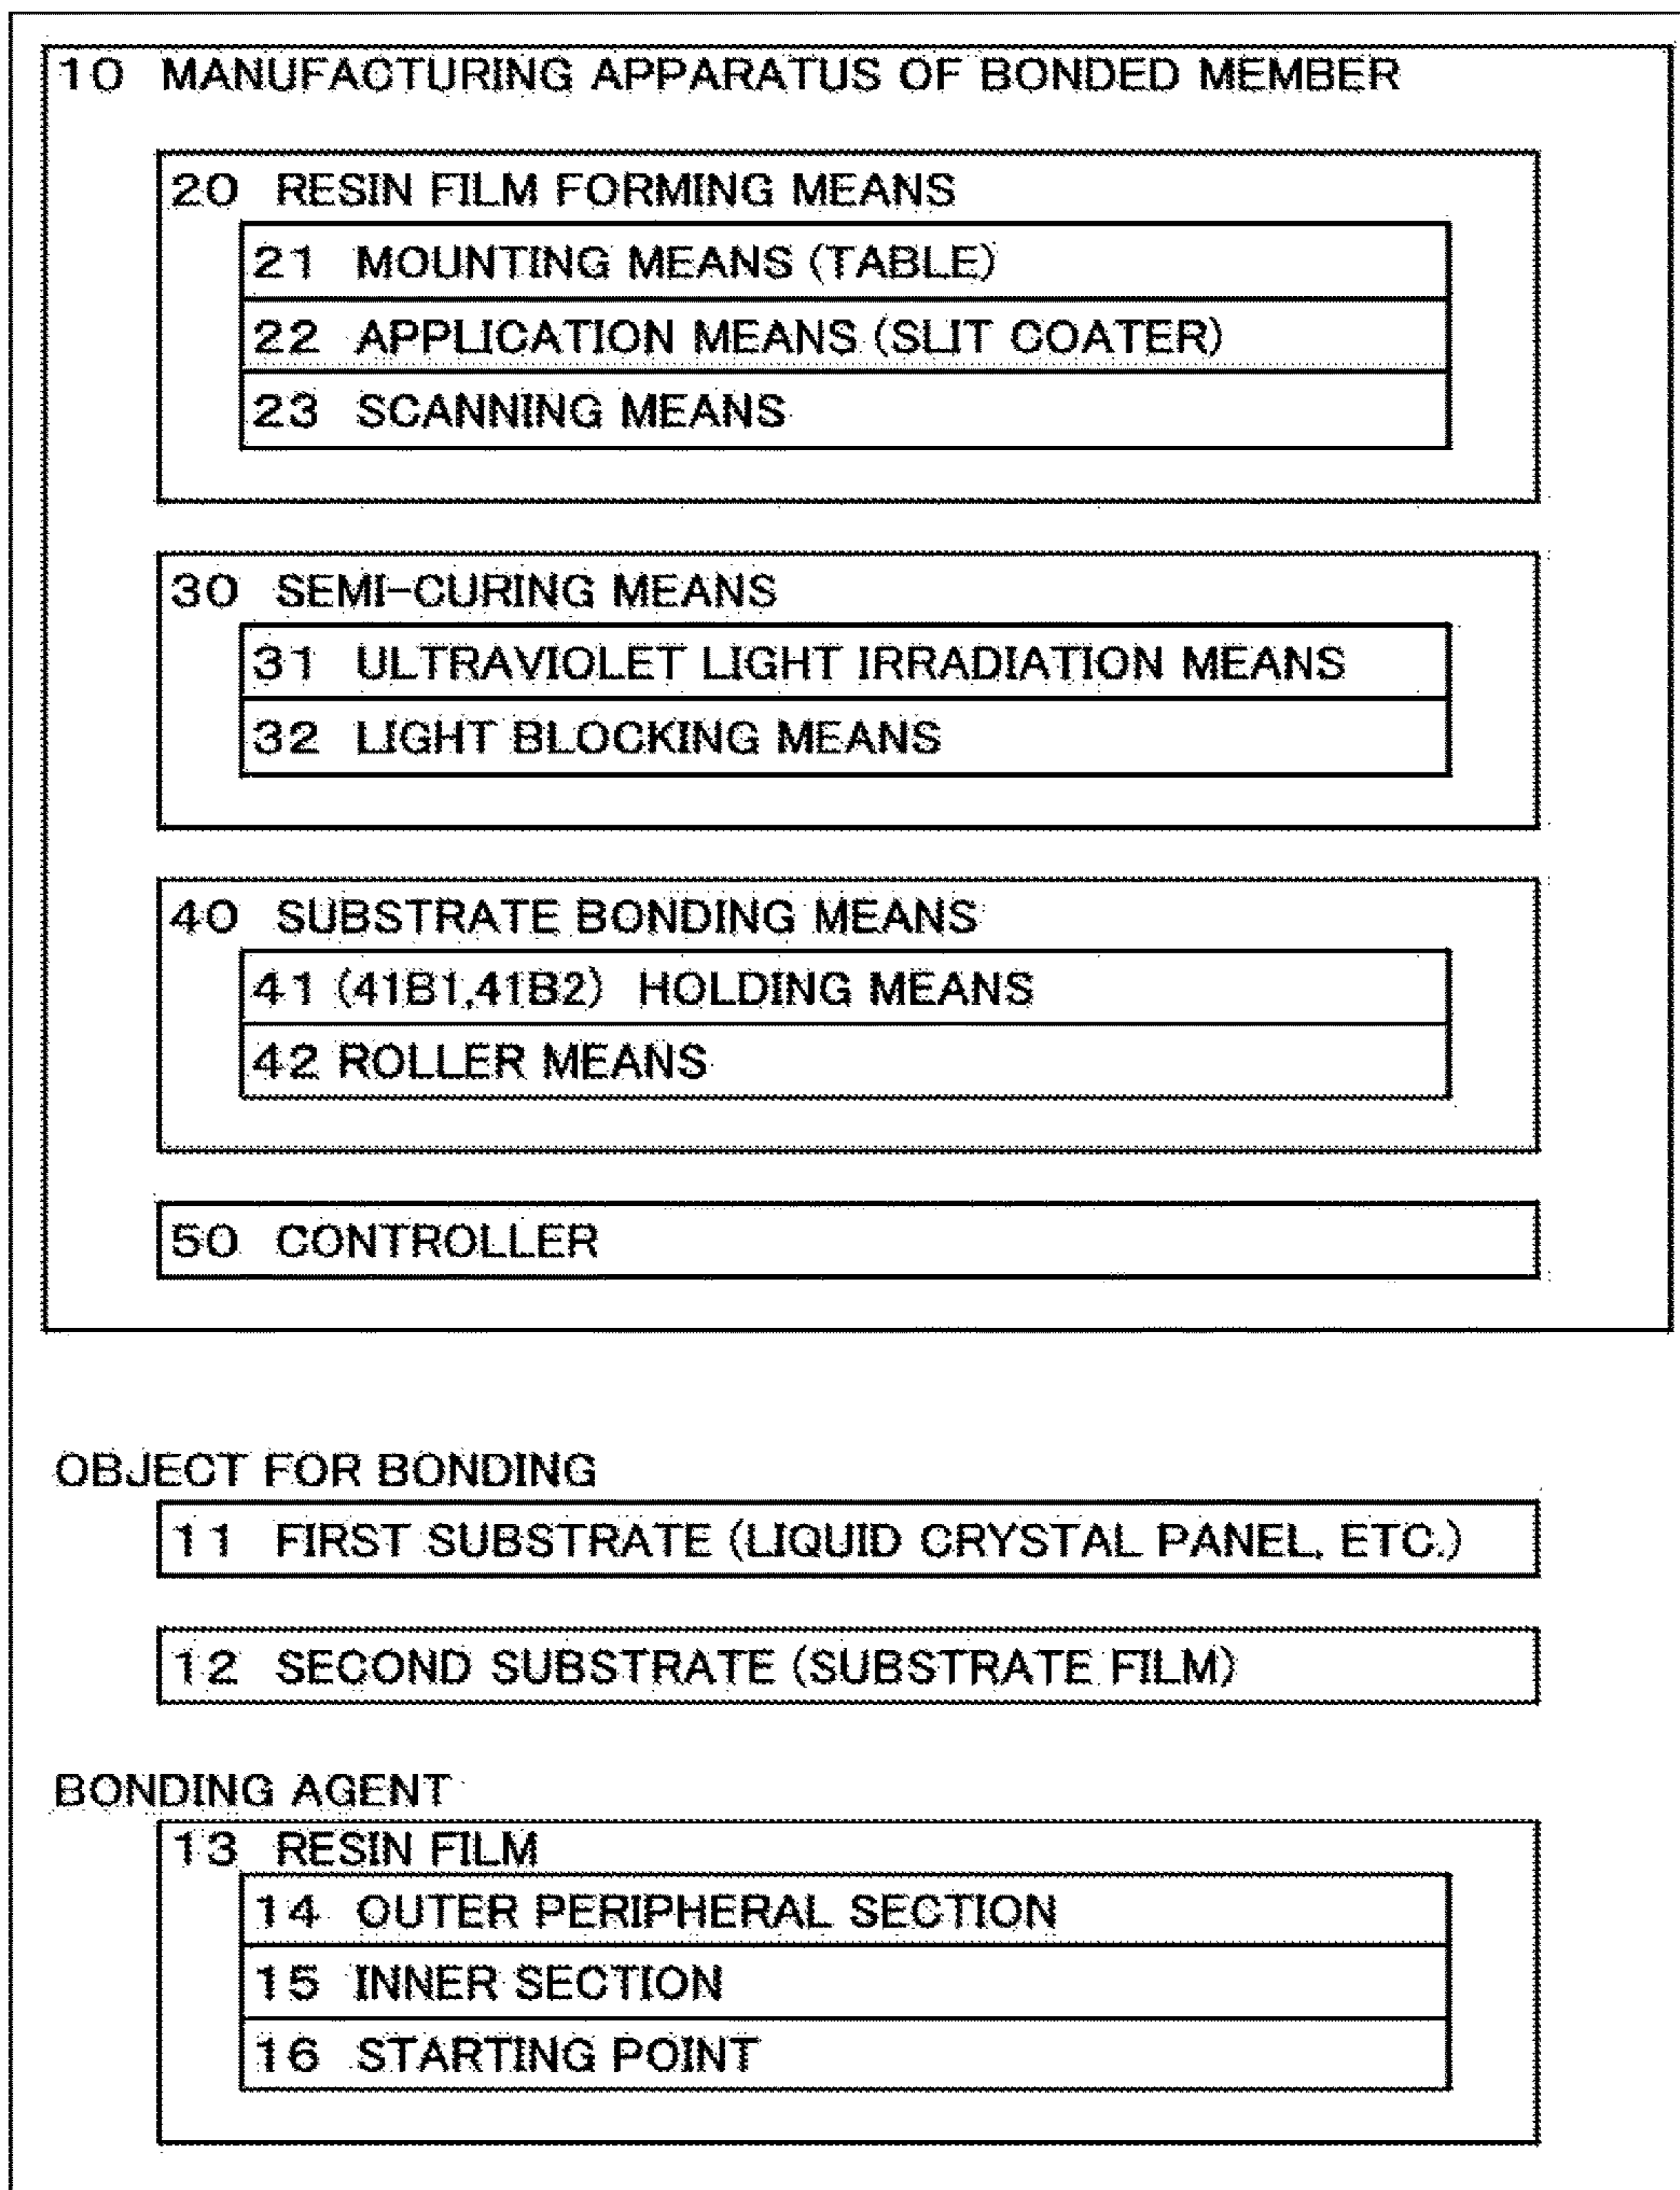 10 MANUFACTURING APPARATUS OF BONDED MEMBER
20 RESIN FILM FORMING MEANS
21 MOUNTING MEANS (TABLE)
22 APPLICATION MEANS (SLIT COATER)
23 SCANNING MEANS
30 SEMI-CURING MEANS
31 ULTRAVIOLET LIGHT IRRADIATION MEANS
32 LIGHT BLOCKING MEANS
40 SUBSTRATE BONDING MEANS
41 (41B1,41B2) HOLDING MEANS
42 ROLLER MEANS
50 CONTROLLER
OBJECT FOR BONDING
11 FIRST SUBSTRATE (LIQUID CRYSTAL PANEL, ETC.)
12 SECOND SUBSTRATE (SUBSTRATE FILM)
BONDING AGENT
13 RESIN FILM
14 OUTER PERIPHERAL SECTION
15 INNER SECTION
16 STARTING POINT